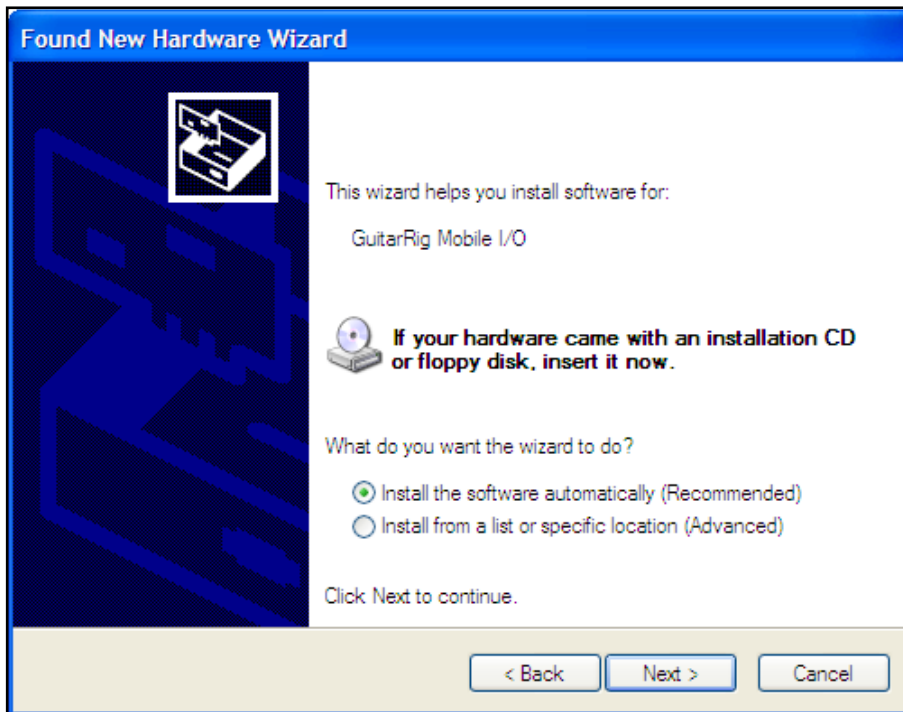 Found New Hardware Wizard
This wizard helps you install software for:
GuitarRig Mobile I/O
If your hardware came with an installation CD
or floppy disk, insert it now.
What do you want the wizard to do?
Install the software automatically (Recommended)
Install from a list or specific location (Advanced)
Click Next to continue.
< Back Next > Cancel